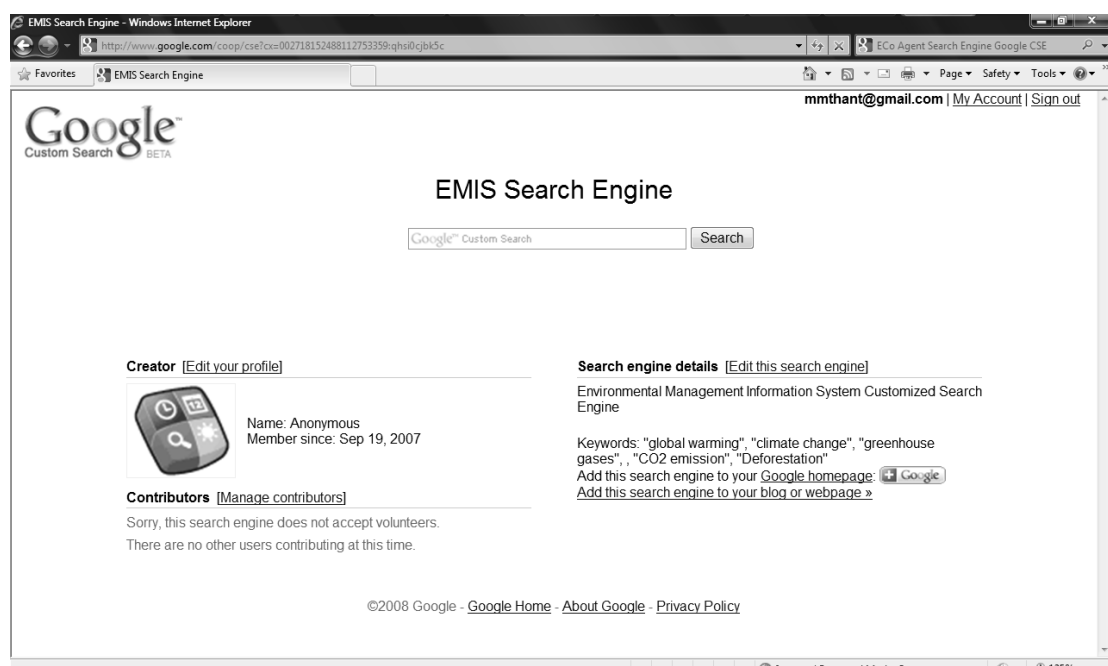 EMIS Search Engine - Windows Internet Explorer
http://www.google.com/coop/cse?cx=002718152488112753359:qhsi0cjbk5c
ECo Agent Search Engine Google CSE
Favorites
EMIS Search Engine
Page
Safety
Tools
mmthant@gmail.com | My Account | Sign out
Google™
Custom Search BETA
EMIS Search Engine
Google™ Custom Search
Search
Creator [Edit your profile]
Name: Anonymous
Member since: Sep 19, 2007
12
Contributors [Manage contributors]
Sorry, this search engine does not accept volunteers.
There are no other users contributing at this time.
Search engine details [Edit this search engine]
Environmental Management Information System Customized Search
Engine
Keywords: "global warming", "climate change", "greenhouse
gases", , "CO2 emission", "Deforestation"
Add this search engine to your Google homepage: + Google
Add this search engine to your blog or webpage »
©2008 Google - Google Home - About Google - Privacy Policy